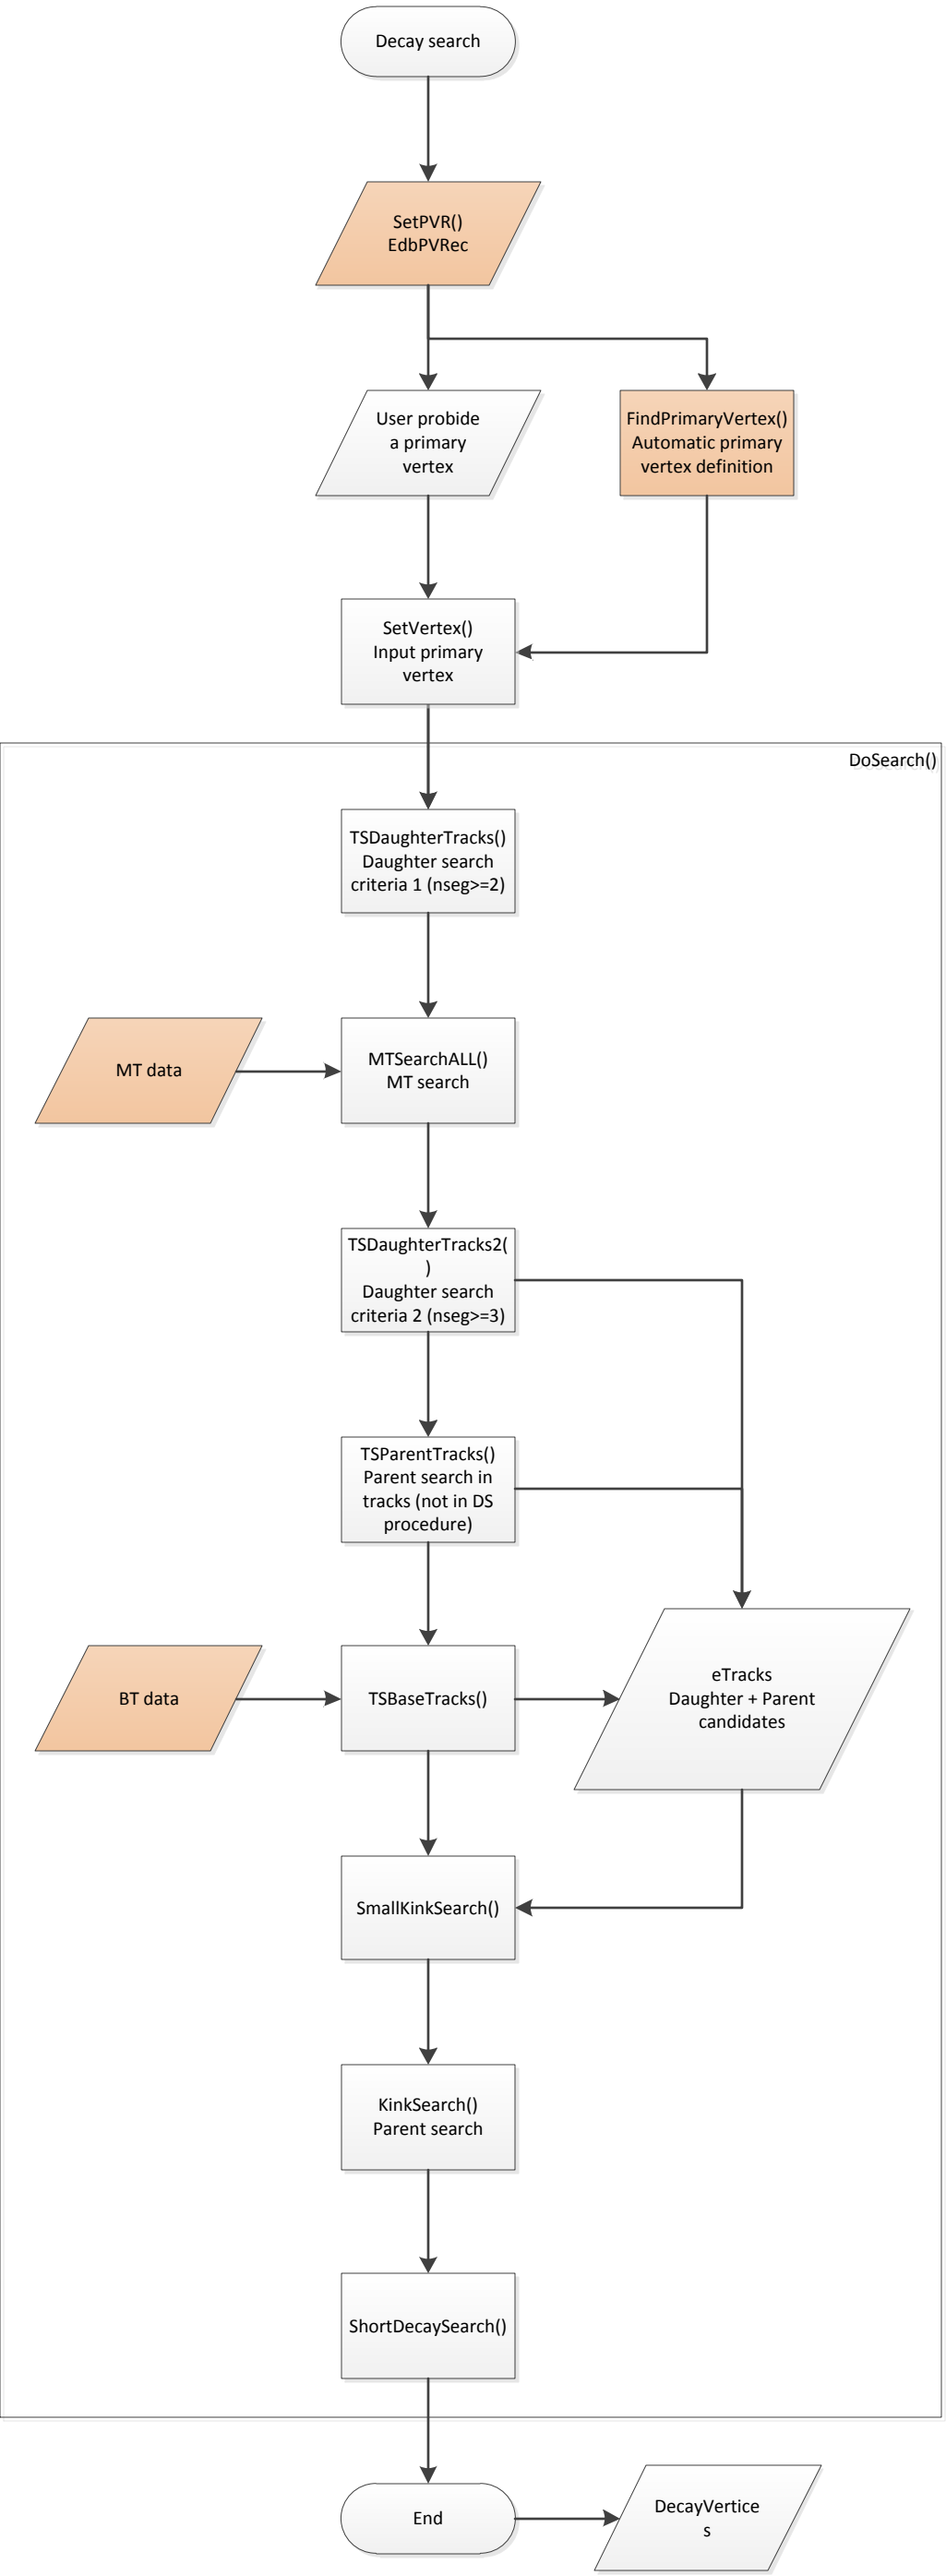 Decay search
SetPVR()
EdbPVRec
User probide
a primary
vertex
FindPrimaryVertex()
Automatic primary
vertex definition
SetVertex()
Input primary
vertex
DoSearch()
TSDaughterTracks()
Daughter search
criteria 1 (nseg>=2)
MT data
MTSearchALL()
MT search
TSDaughterTracks2(
)
Daughter search
criteria 2 (nseg>=3)
TSParentTracks()
Parent search in
tracks (not in DS
procedure)
BT data
TSBaseTracks()
eTracks
Daughter + Parent
candidates
SmallKinkSearch()
KinkSearch()
Parent search
ShortDecaySearch()
End
DecayVertice
s